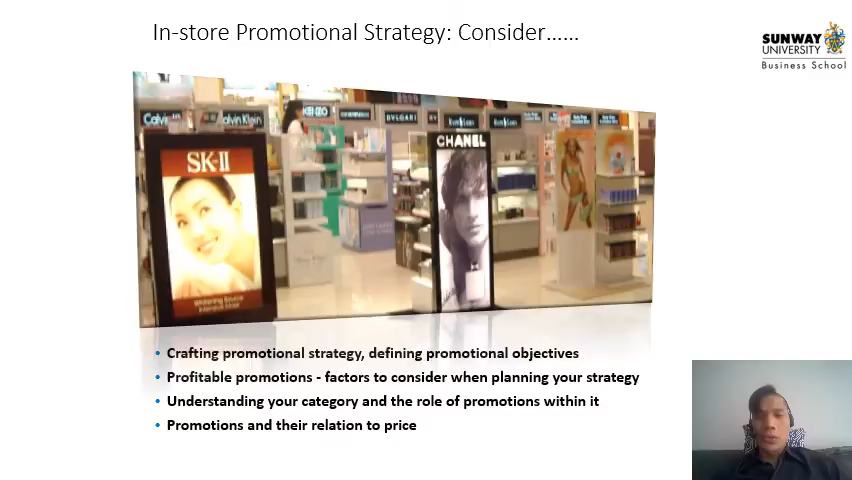 In-store Promotional Strategy: Consider......
SUNWAY
UNIVERSITY
Business School
Calvin Klein
KENZO
BVLGARI
SK-II
CHANEL
• Crafting promotional strategy, defining promotional objectives
• Profitable promotions - factors to consider when planning your strategy
• Understanding your category and the role of promotions within it
• Promotions and their relation to price